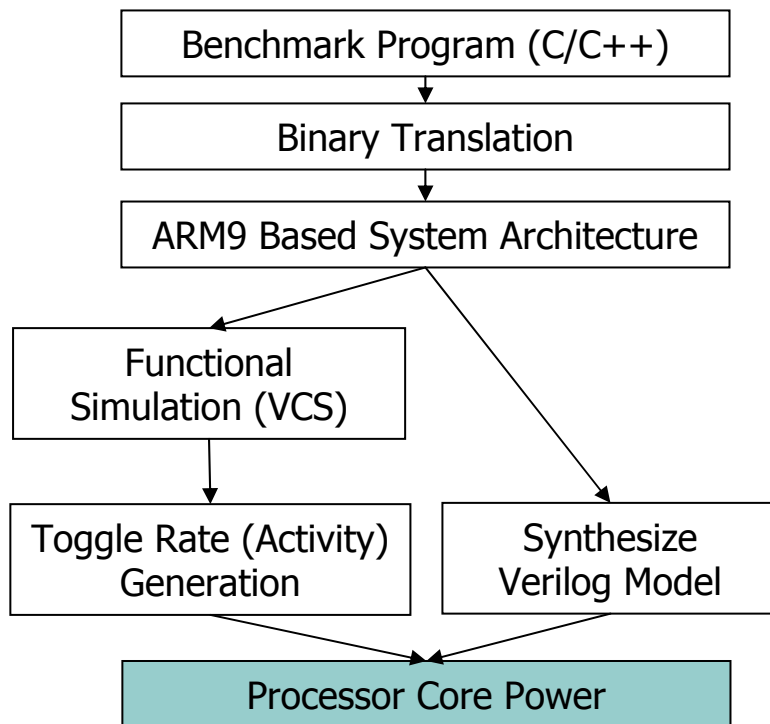 Benchmark Program (C/C++)
Binary Translation
ARM9 Based System Architecture
Functional
Simulation (VCS)
Toggle Rate (Activity)
Generation
Synthesize
Verilog Model
Processor Core Power